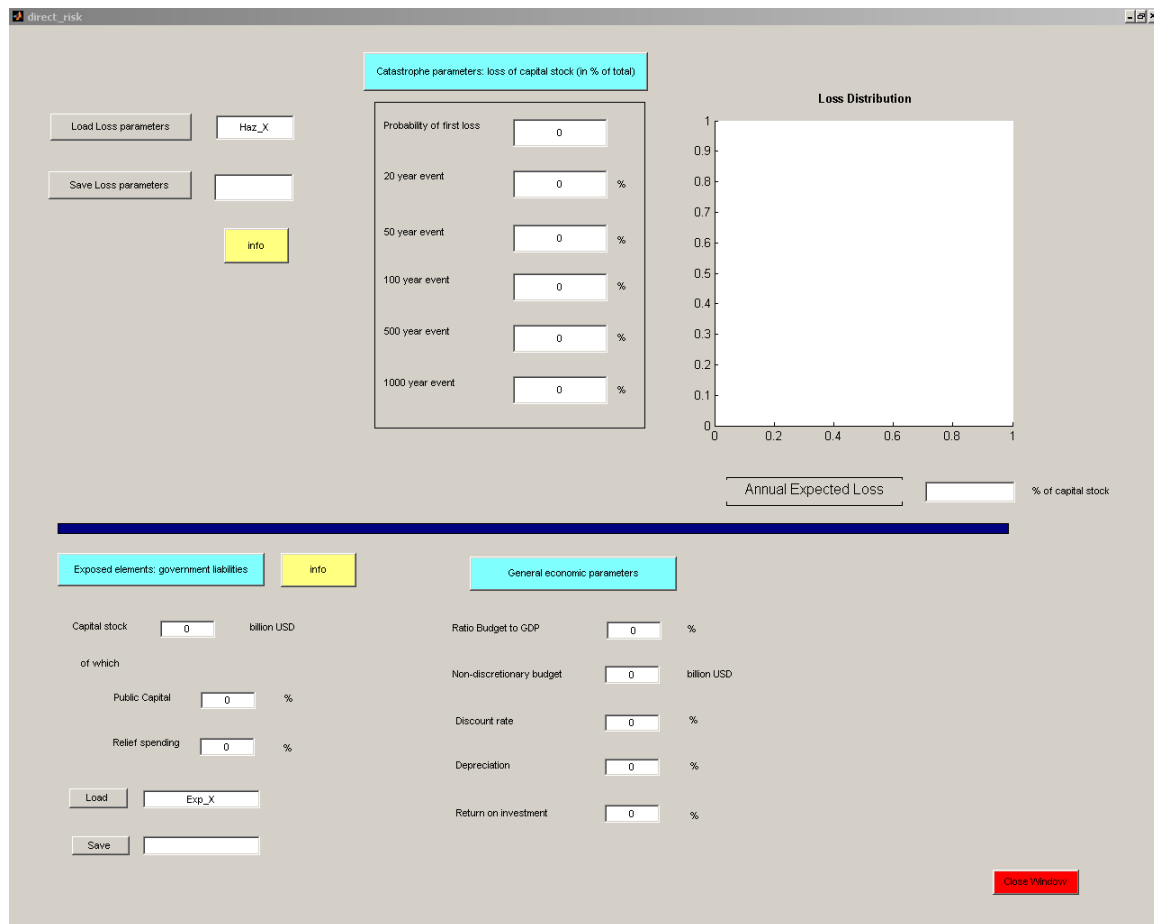 direct_risk
Catastrophe parameters: loss of capital stock (in % of total)
Load Loss parameters
Haz_X
Save Loss parameters
info
Probability of first loss
0
20 year event
0 %
50 year event
0 %
100 year event
0 %
500 year event
0 %
1000 year event
0 %
Loss Distribution
1
0.9
0.8
0.7
0.6
0.5
0.4
0.3
0.2
0.1
0
0 0.2 0.4 0.6 0.8 1
Annual Expected Loss
% of capital stock
Exposed elements: government liabilities
info
Capital stock 0 billion USD
of which
Public Capital 0 %
Relief spending 0 %
Load Exp_X
Save
General economic parameters
Ratio Budget to GDP 0 %
Non-discretionary budget 0 billion USD
Discount rate 0 %
Depreciation 0 %
Return on investment 0 %
Close Window